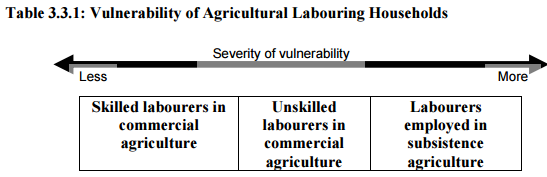 Table 3.3.1: Vulnerability of Agricultural Labouring Households
Severity of vulnerability
Less
More
Skilled labourers in
commercial
agriculture
Unskilled
labourers in
commercial
agriculture
Labourers
employed in
subsistence
agriculture